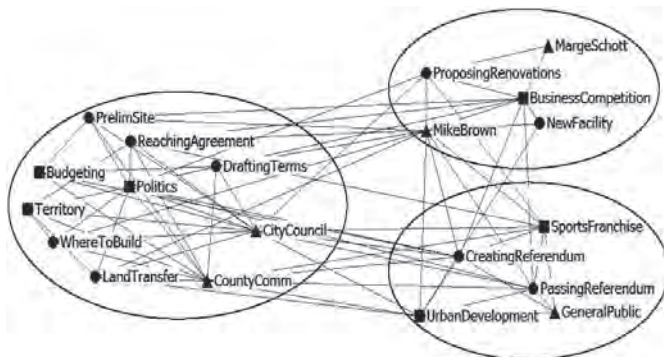 MargeSchott
ProposingRenovations
BusinessCompetition
PrelimSite
MikeBrown
NewFacility
ReachingAgreement
DraftingTerms
Budgeting
Politics
Territory
CityCouncil
SportsFranchise
WhereToBuild
CreatingReferendum
LandTransfer
CountyComm
PassingReferendum
UrbanDevelopment
GeneralPublic